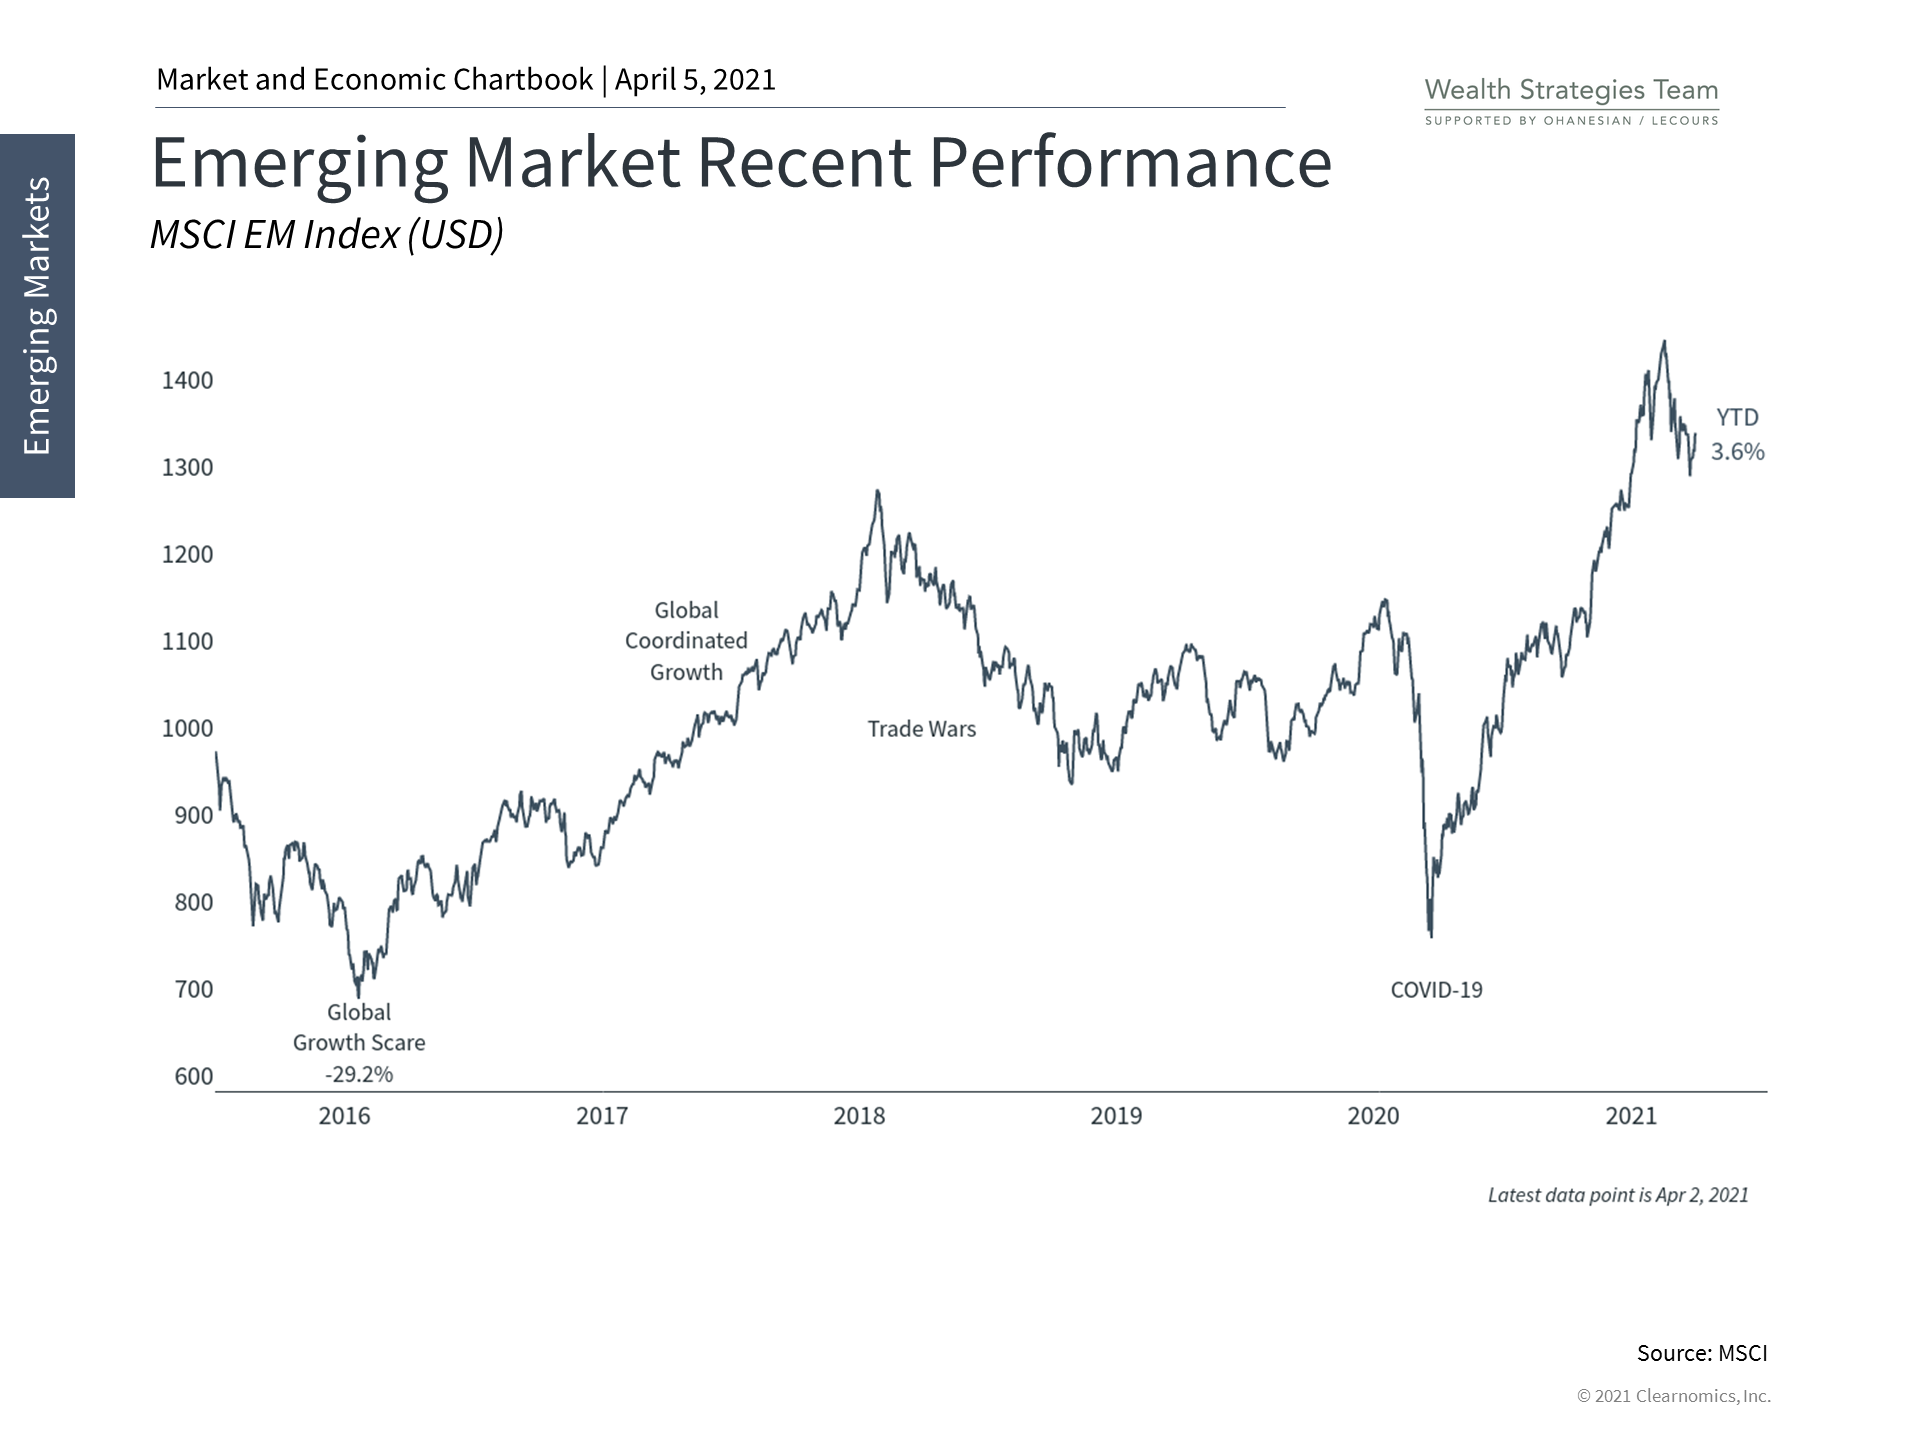 Market and Economic Chartbook | April 5, 2021
Wealth Strategies Team
SUPPORTED BY OHANESIAN / LECOURS
Emerging Markets
Emerging Market Recent Performance
MSCI EM Index (USD)
1400
1300
1200
1100
1000
900
800
700
600
YTD
3.6%
Global
Coordinated
Growth
Trade Wars
Global
Growth Scare
-29.2%
COVID-19
2016
2017
2018
2019
2020
2021
Latest data point is Apr 2, 2021
Source: MSCI
© 2021 Clearnomics, Inc.